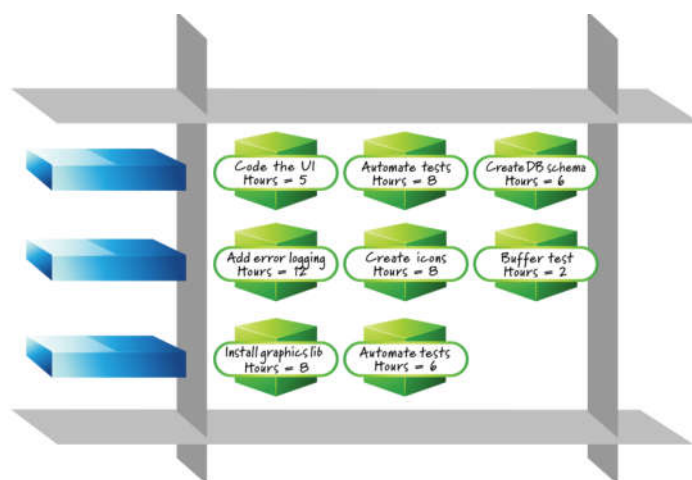 Code the UI
Hours = 5
Automate tests
Hours = 8
Create DB schema
Hours = 6
Add error logging
Hours = 12
Create icons
Hours = 8
Buffer test
Hours = 2
Install graphics lib
Hours = 8
Automate tests
Hours = 6